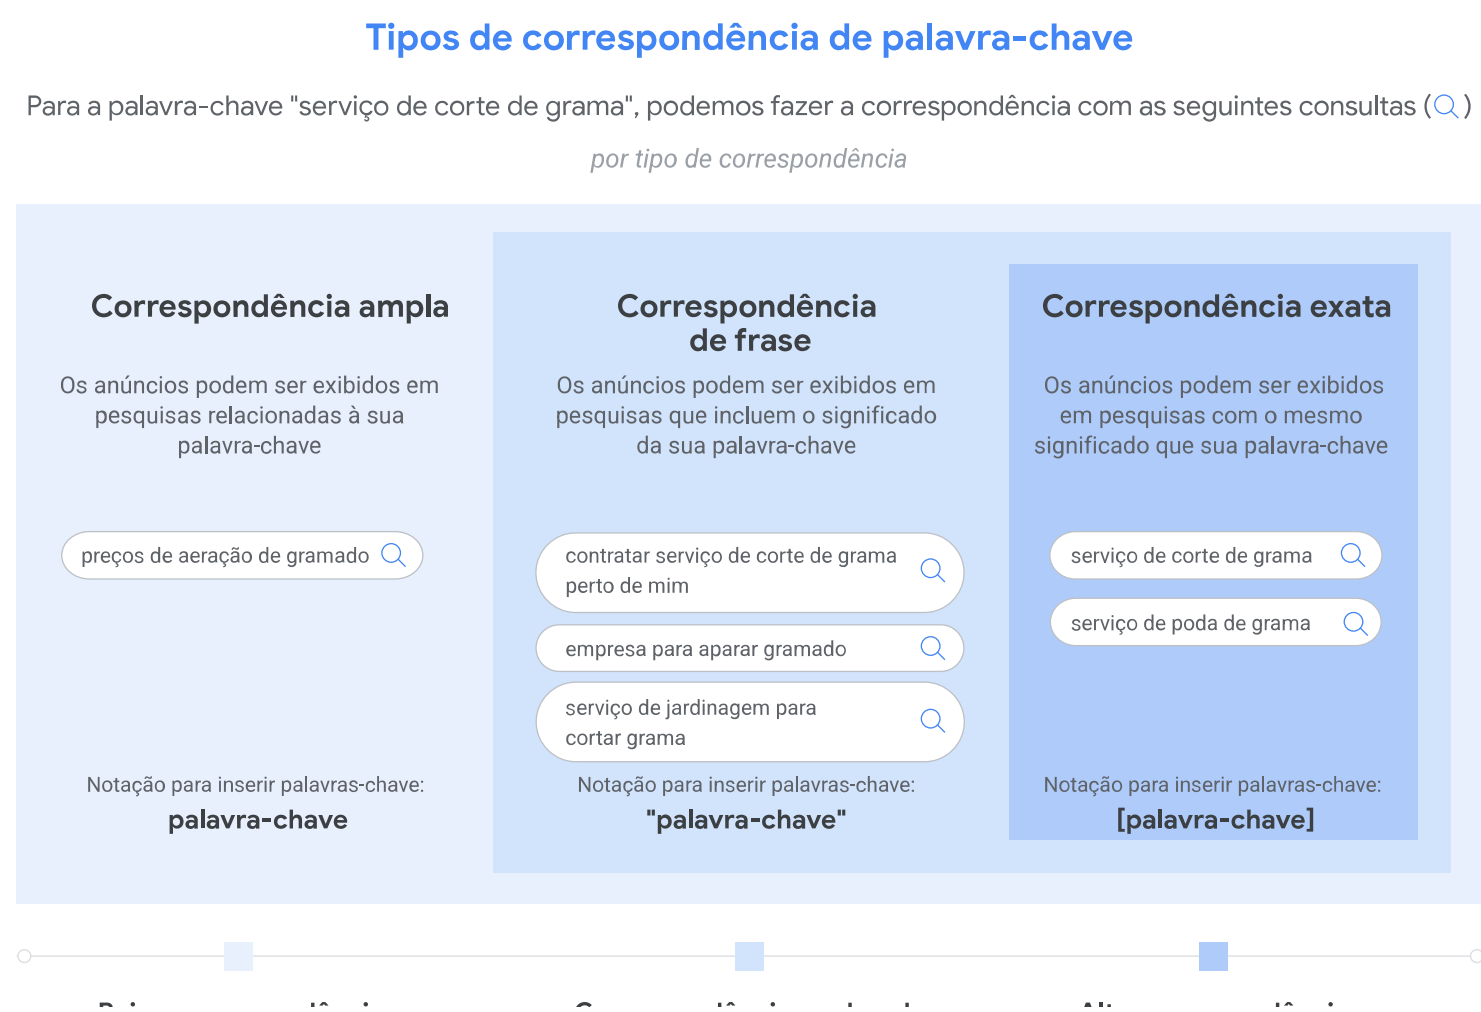 Tipos de correspondência de palavra-chave
Para a palavra-chave "serviço de corte de grama", podemos fazer a correspondência com as seguintes consultas ( )
por tipo de correspondência
Correspondência ampla
Os anúncios podem ser exibidos em
pesquisas relacionadas à sua
palavra-chave
preços de aeração de gramado
Notação para inserir palavras-chave:
palavra-chave
Correspondência
de frase
Os anúncios podem ser exibidos em
pesquisas que incluem o significado
da sua palavra-chave
contratar serviço de corte de grama
perto de mim
empresa para aparar gramado
serviço de jardinagem para
cortar grama
Notação para inserir palavras-chave:
"palavra-chave"
Correspondência exata
Os anúncios podem ser exibidos
em pesquisas com o mesmo
significado que sua palavra-chave
serviço de corte de grama
serviço de poda de grama
Notação para inserir palavras-chave:
[palavra-chave]